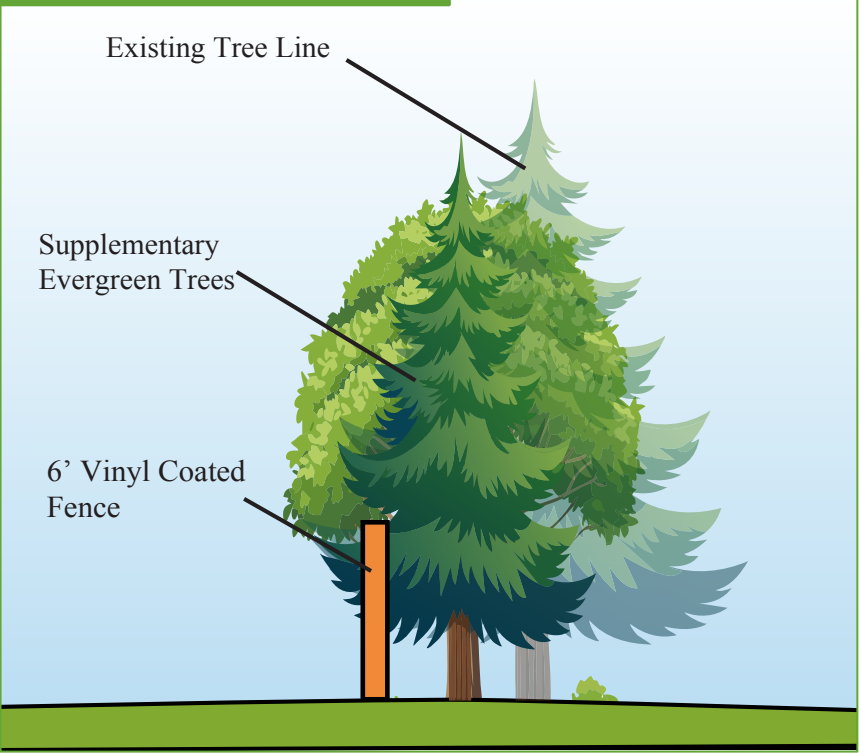 Existing Tree Line
Supplementary
Evergreen Trees
6’ Vinyl Coated
Fence